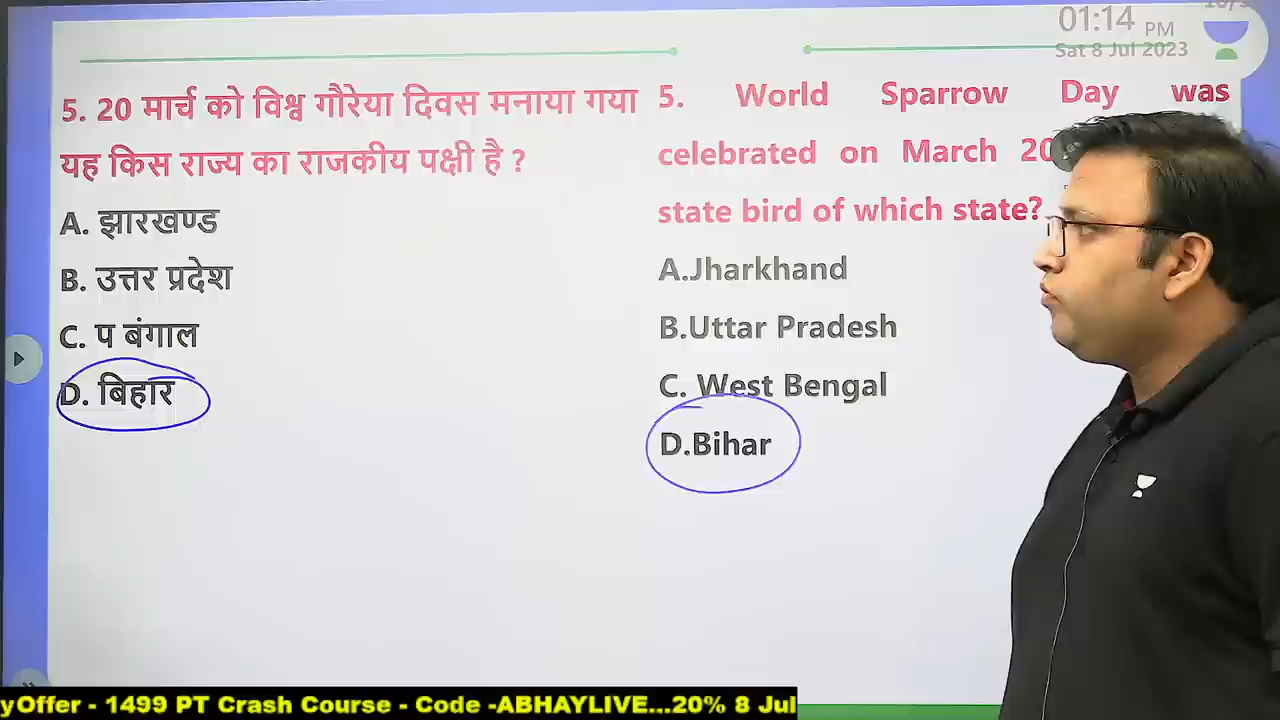 01:14 PM
Sat 8 Jul 2023
5. 20 मार्च को विश्व गौरेया दिवस मनाया गया
यह किस राज्य का राजकीय पक्षी है ?
A. झारखण्ड
B. उत्तर प्रदेश
C. प बंगाल
D. बिहार
5. World Sparrow Day was
celebrated on March 20
state bird of which state?
A.Jharkhand
B.Uttar Pradesh
C. West Bengal
D.Bihar
yOffer - 1499 PT Crash Course - Code -ABHAYLIVE...20% 8 Jul